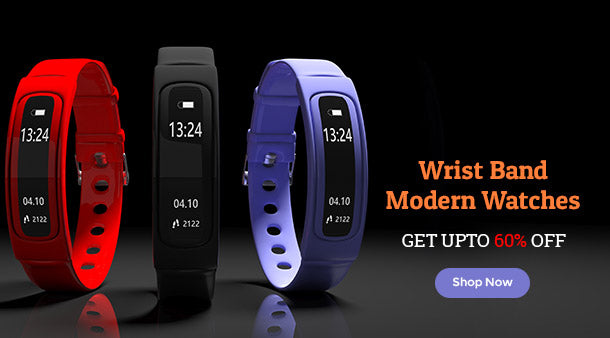 13:24
04.10
2122
13:24
04.10
2122
13:24
04.10
2122
Wrist Band
Modern Watches
GET UPTO 60% OFF
Shop Now